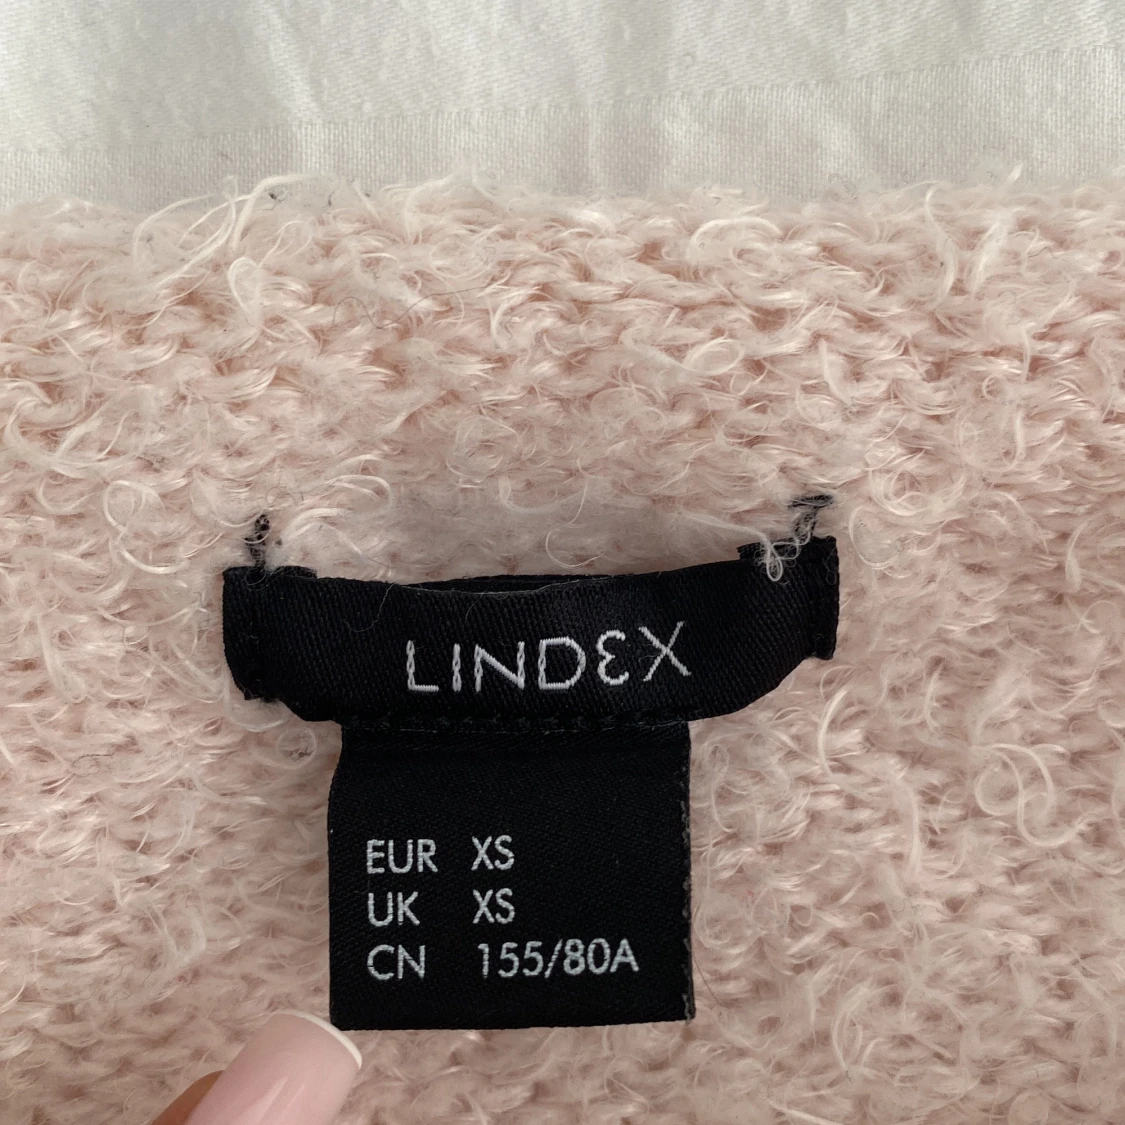 LINDEX
EUR XS
UK XS
CN 155/80A